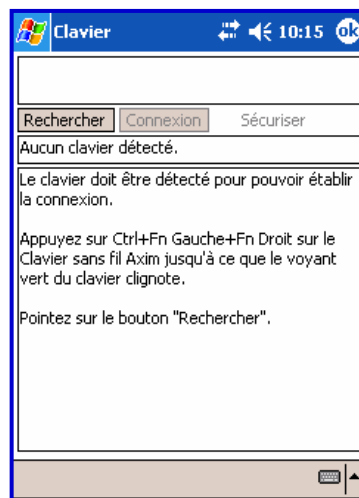 Clavier 10:15 ok
Rechercher Connexion Sécuriser
Aucun clavier détecté.
Le clavier doit être détecté pour pouvoir établir
la connexion.
Appuyez sur Ctrl+Fn Gauche+Fn Droit sur le
Clavier sans fil Axim jusqu'à ce que le voyant
vert du clavier clignote.
Pointez sur le bouton "Rechercher".